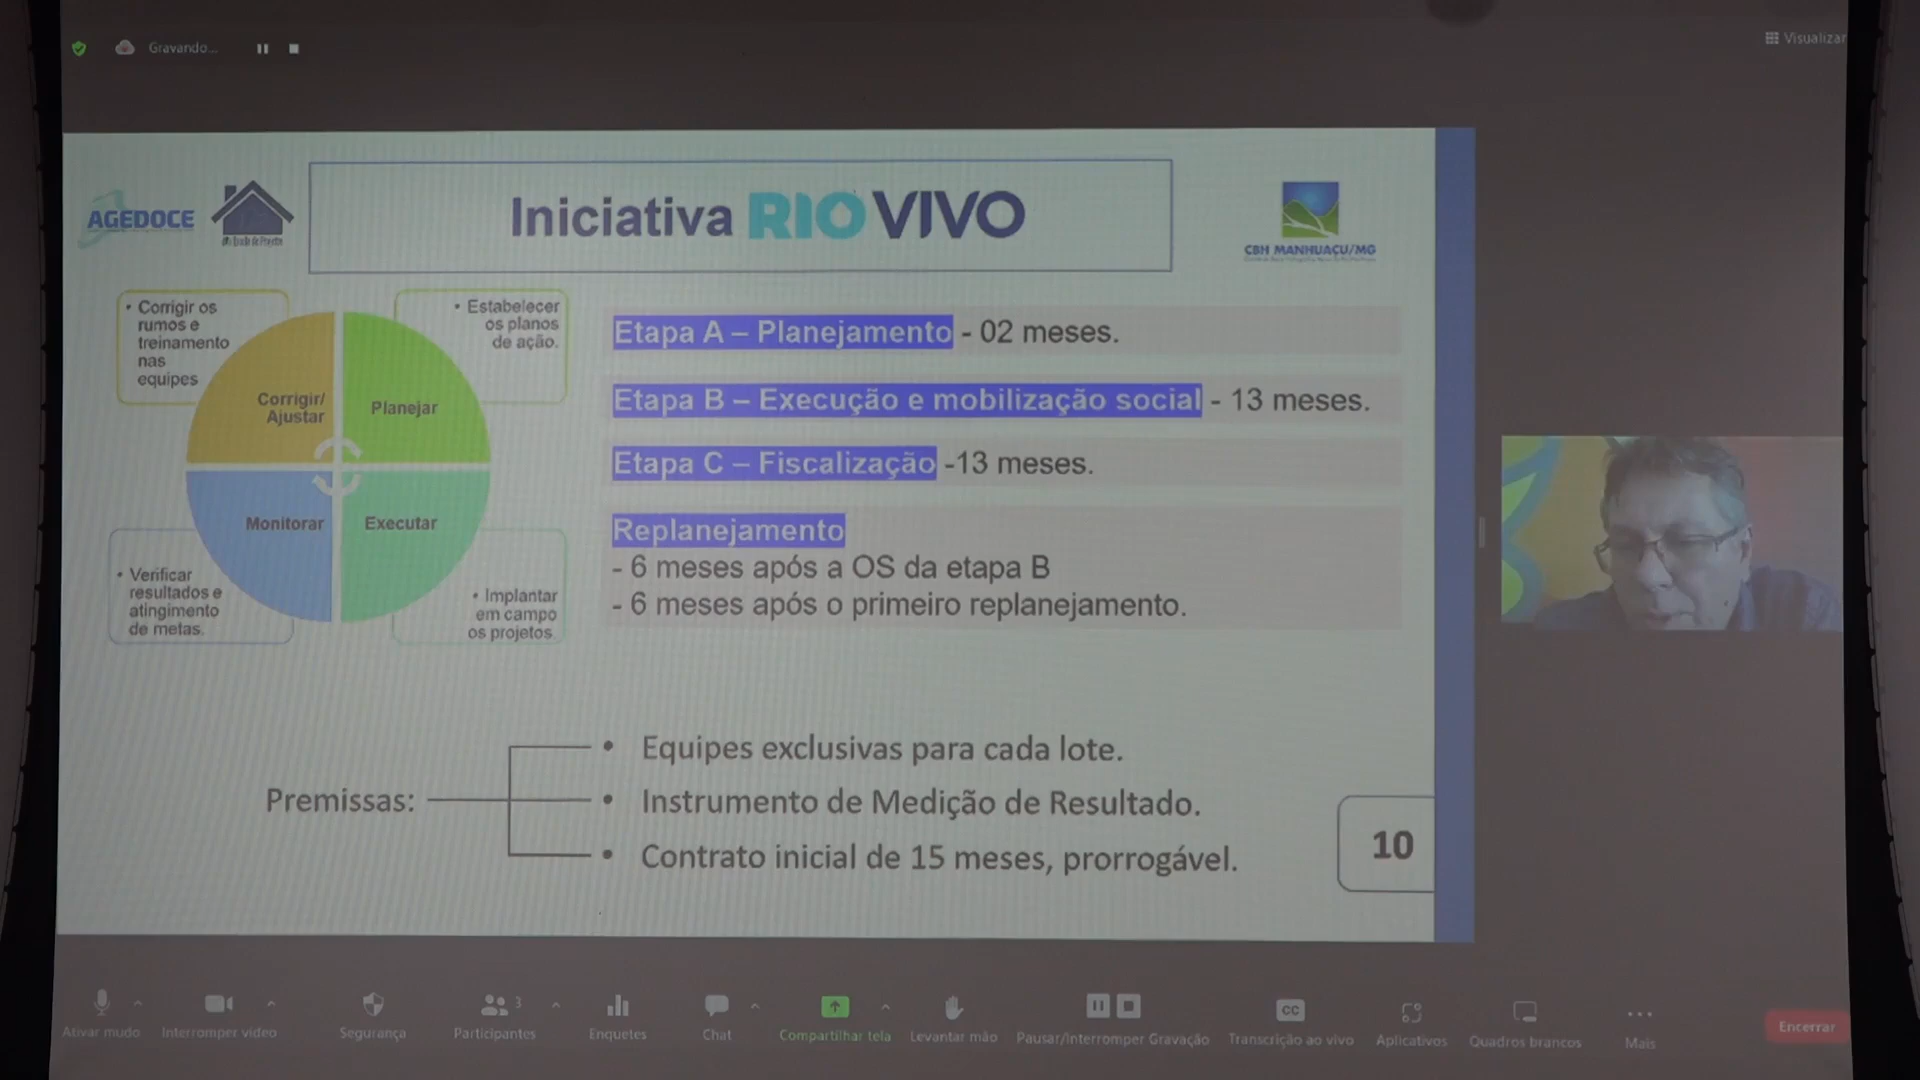 Gravando...
Visualizar
AGEDOCE
Iniciativa RIO VIVO
CBH MANHUAÇU/MG
• Corrigir os
rumos e
treinamento
nas
equipes
• Estabelecer
os planos
de ação.
Corrigir/
Ajustar
Planejar
Monitorar
Executar
• Verificar
resultados e
atingimento
de metas.
• Implantar
em campo
os projetos.
Etapa A – Planejamento - 02 meses.
Etapa B – Execução e mobilização social - 13 meses.
Etapa C – Fiscalização -13 meses.
Replanejamento
- 6 meses após a OS da etapa B
- 6 meses após o primeiro replanejamento.
Premissas:
• Equipes exclusivas para cada lote.
• Instrumento de Medição de Resultado.
• Contrato inicial de 15 meses, prorrogável.
10
Ativar mudo
Interromper vídeo
Segurança
3
Participantes
Enquetes
Chat
Compartilhar tela
Levantar mão
Pausar/Interromper Gravação
CC
Transcrição ao vivo
Aplicativos
Quadros brancos
Mais
Encerrar